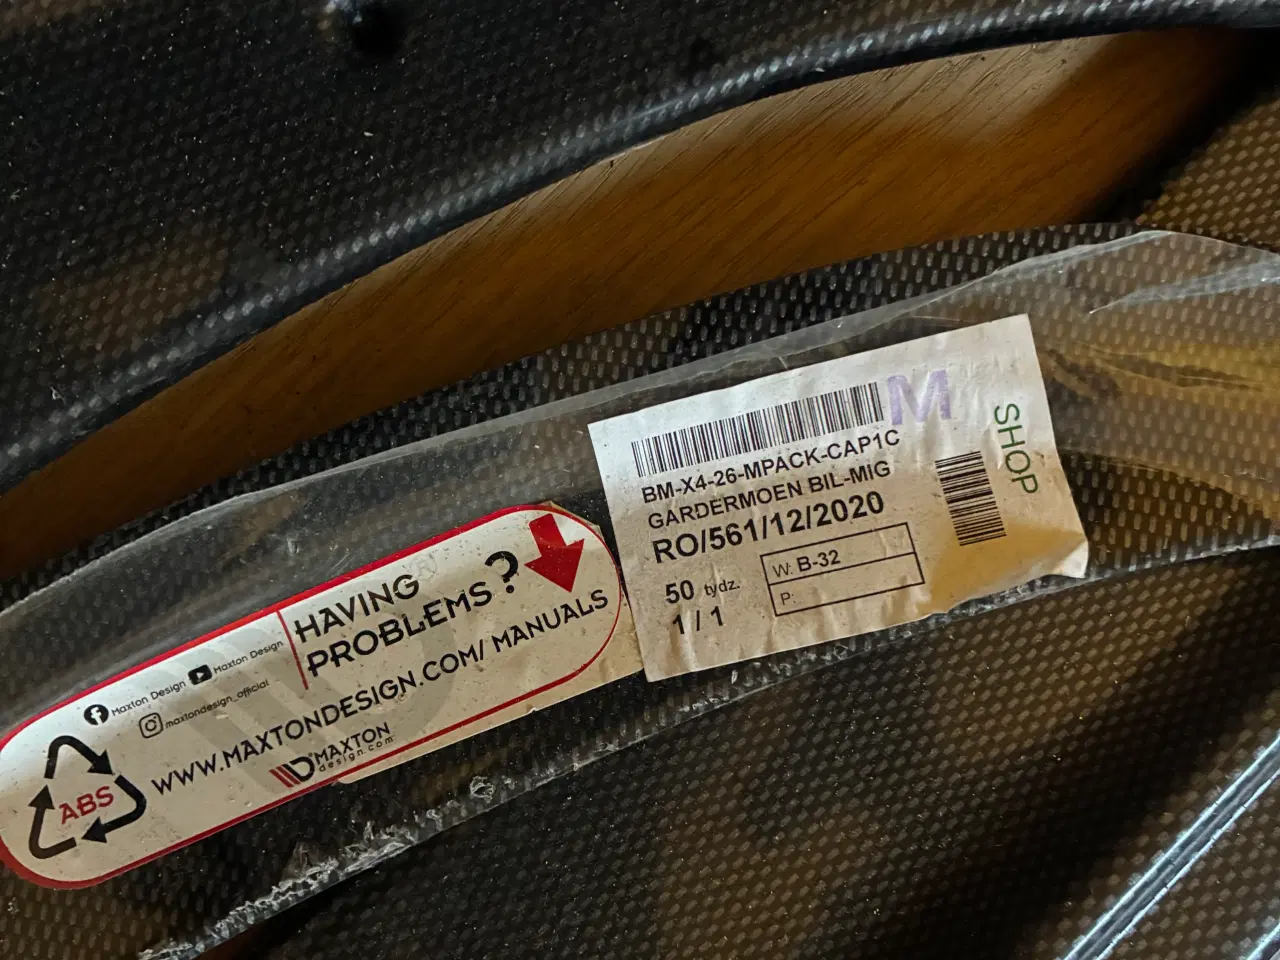 M
BM-X4-26-MPACK-CAP1C
GARDERMOEN BIL-MIG
RO/561/12/2020
50 tydz.
1 / 1
W: B-32
P:
SHOP
HAVING
PROBLEMS?
Maxton Design Maxton Design
maxtondesign_official
WWW.MAXTONDESIGN.COM/ MANUALS
ABS
MAXTON
design.com